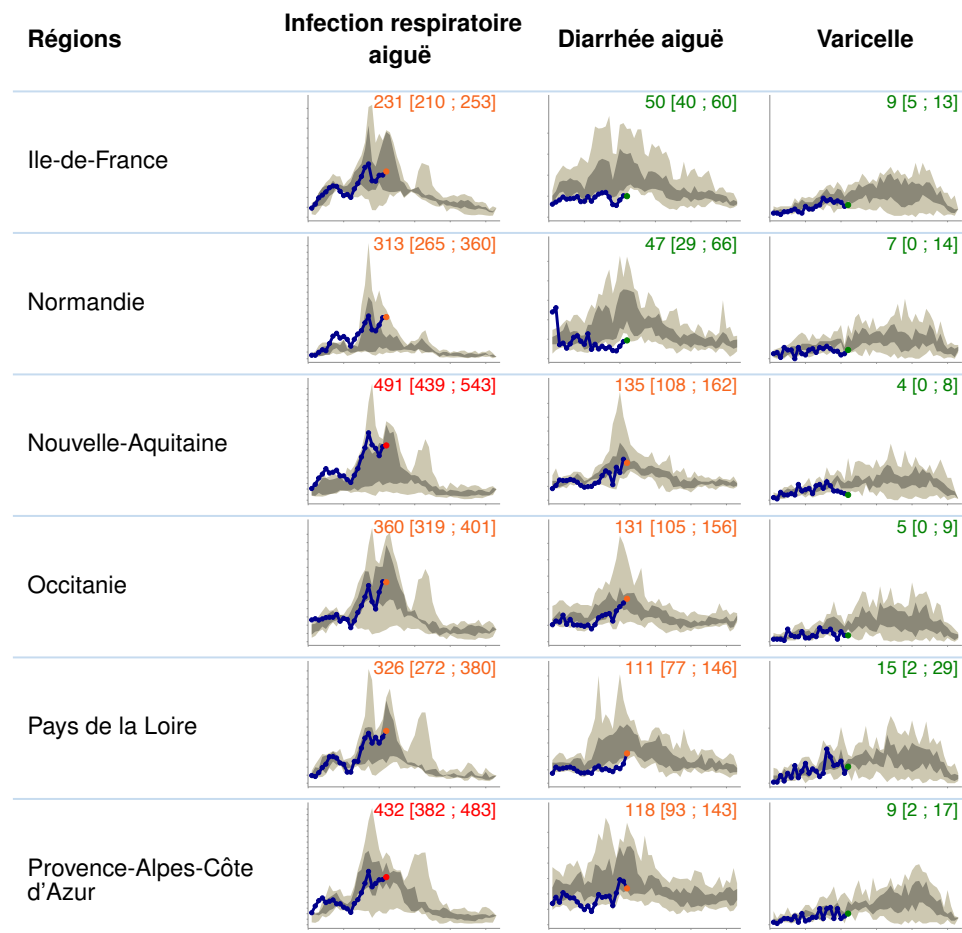 Régions
Infection respiratoire
aiguë
Diarrhée aiguë
Varicelle
Ile-de-France
231 [210 ; 253]
50 [40 ; 60]
9 [5 ; 13]
Normandie
313 [265 ; 360]
47 [29 ; 66]
7 [0 ; 14]
Nouvelle-Aquitaine
491 [439 ; 543]
135 [108 ; 162]
4 [0 ; 8]
Occitanie
360 [319 ; 401]
131 [105 ; 156]
5 [0 ; 9]
Pays de la Loire
326 [272 ; 380]
111 [77 ; 146]
15 [2 ; 29]
Provence-Alpes-Côte
d'Azur
432 [382 ; 483]
118 [93 ; 143]
9 [2 ; 17]